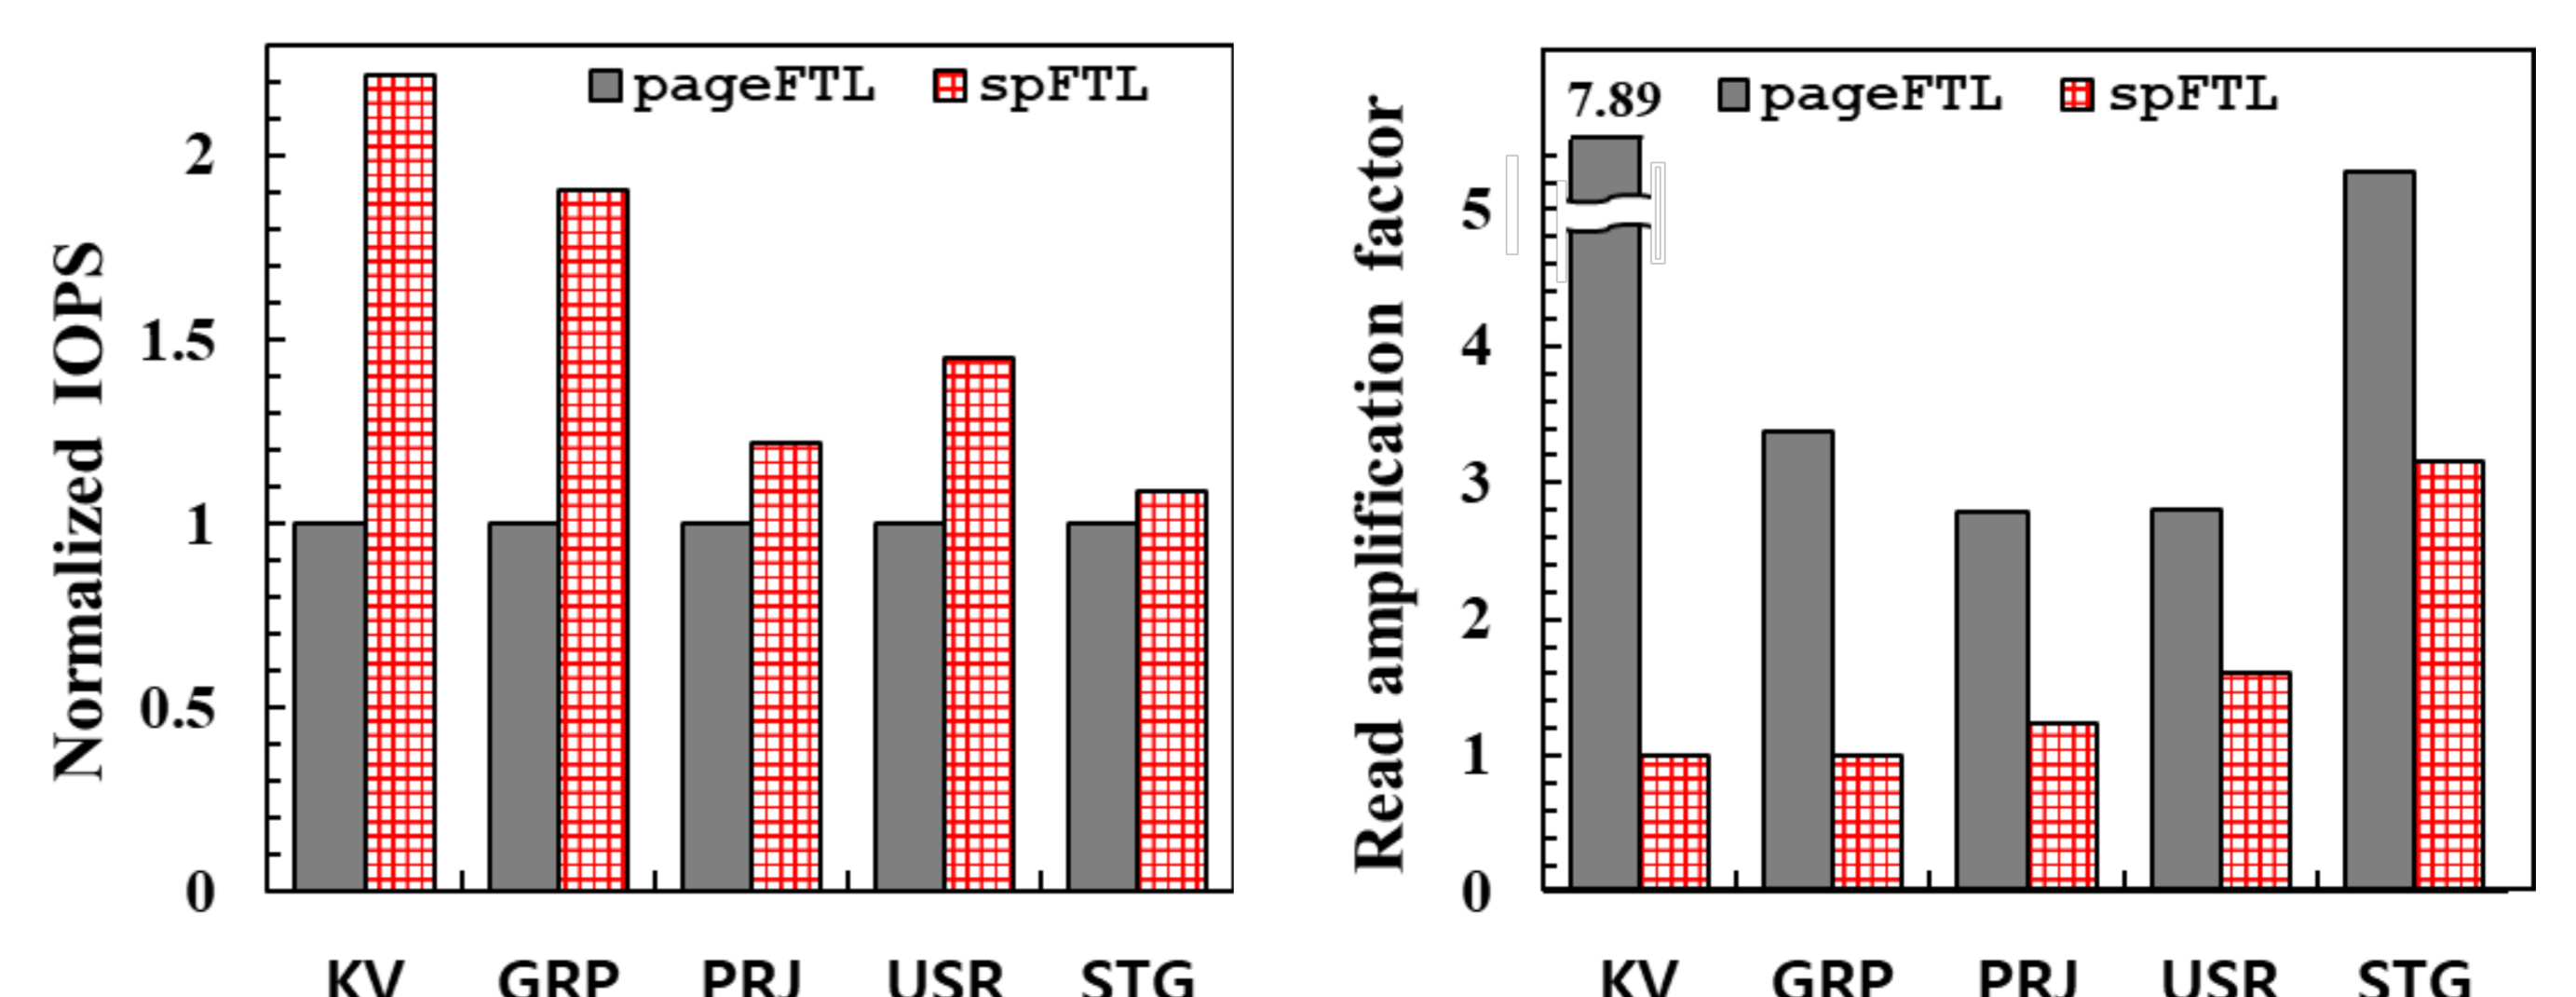 Normalized IOPS
2
1.5
1
0.5
0
pageFTL spFTL
KV GRP PRJ USR STG
Read amplification factor
5
4
3
2
1
0
7.89
pageFTL spFTL
KV GRP PRJ USR STG